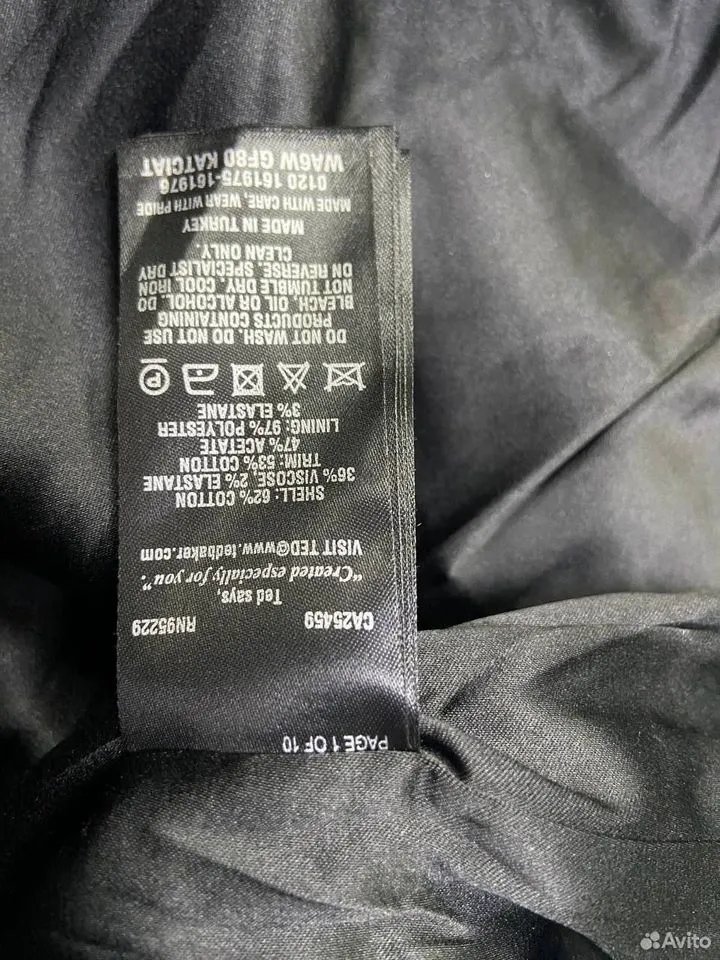 PAGE 1 OF 10
CA25459 RN95229
Ted says,
“Created especially for you”.
VISIT TED@www.tedbaker.com
SHELL: 62% COTTON
36% VISCOSE, 2% ELASTANE
TRIM: 53% COTTON
47% ACETATE
LINING: 97% POLYESTER
3% ELASTANE
P
DO NOT WASH. DO NOT USE
PRODUCTS CONTAINING
BLEACH, OIL OR ALCOHOL. DO
NOT TUMBLE DRY. COOL IRON
ON REVERSE. SPECIALIST DRY
CLEAN ONLY.
MADE IN TURKEY
MADE WITH CARE, WEAR WITH PRIDE
0120 161975-161976
WA6W GF80 KATCIAT
Avito